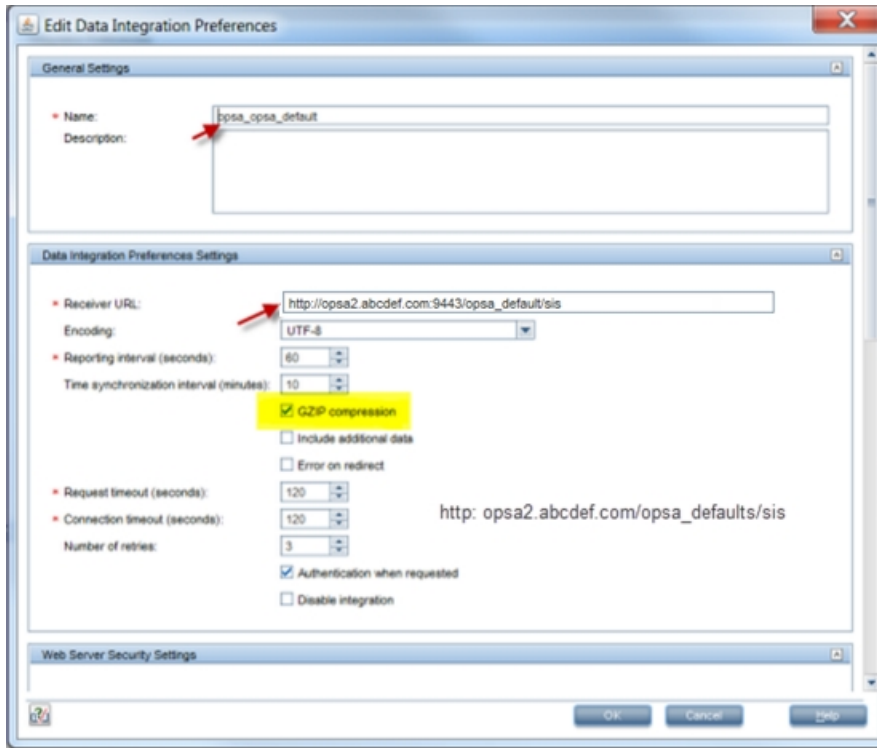 Edit Data Integration Preferences
General Settings
* Name: opsa_opsa_default
Description:
Data Integration Preferences Settings
* Receiver URL: http://opsa2.abcdef.com:9443/opsa_default/sis
Encoding: UTF-8
* Reporting interval (seconds): 60
Time synchronization interval (minutes): 10
GZIP compression
Include additional data
Error on redirect
* Request timeout (seconds): 120
http: opsa2.abcdef.com/opsa_defaults/sis
* Connection timeout (seconds): 120
Number of retries: 3
Authentication when requested
Disable integration
Web Server Security Settings
OK Cancel Help